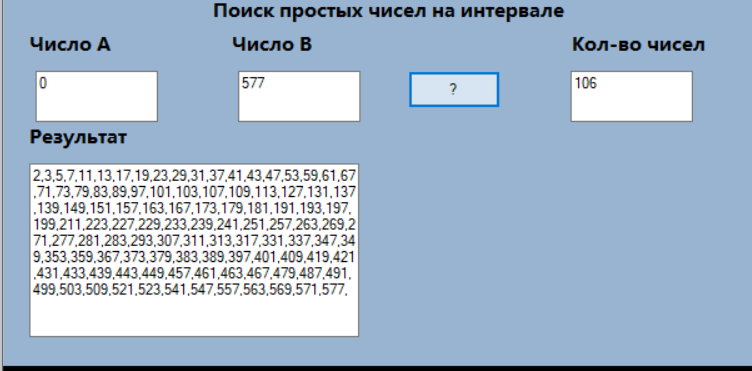 Поиск простых чисел на интервале
Число А Число В Кол-во чисел
0 577 ? 106
Результат
2,3,5,7,11,13,17,19,23,29,31,37,41,43,47,53,59,61,67
,71,73,79,83,89,97,101,103,107,109,113,127,131,137
,139,149,151,157,163,167,173,179,181,191,193,197,
199,211,223,227,229,233,239,241,251,257,263,269,2
71,277,281,283,293,307,311,313,317,331,337,347,34
9,353,359,367,373,379,383,389,397,401,409,419,421
,431,433,439,443,449,457,461,463,467,479,487,491,
499,503,509,521,523,541,547,557,563,569,571,577,